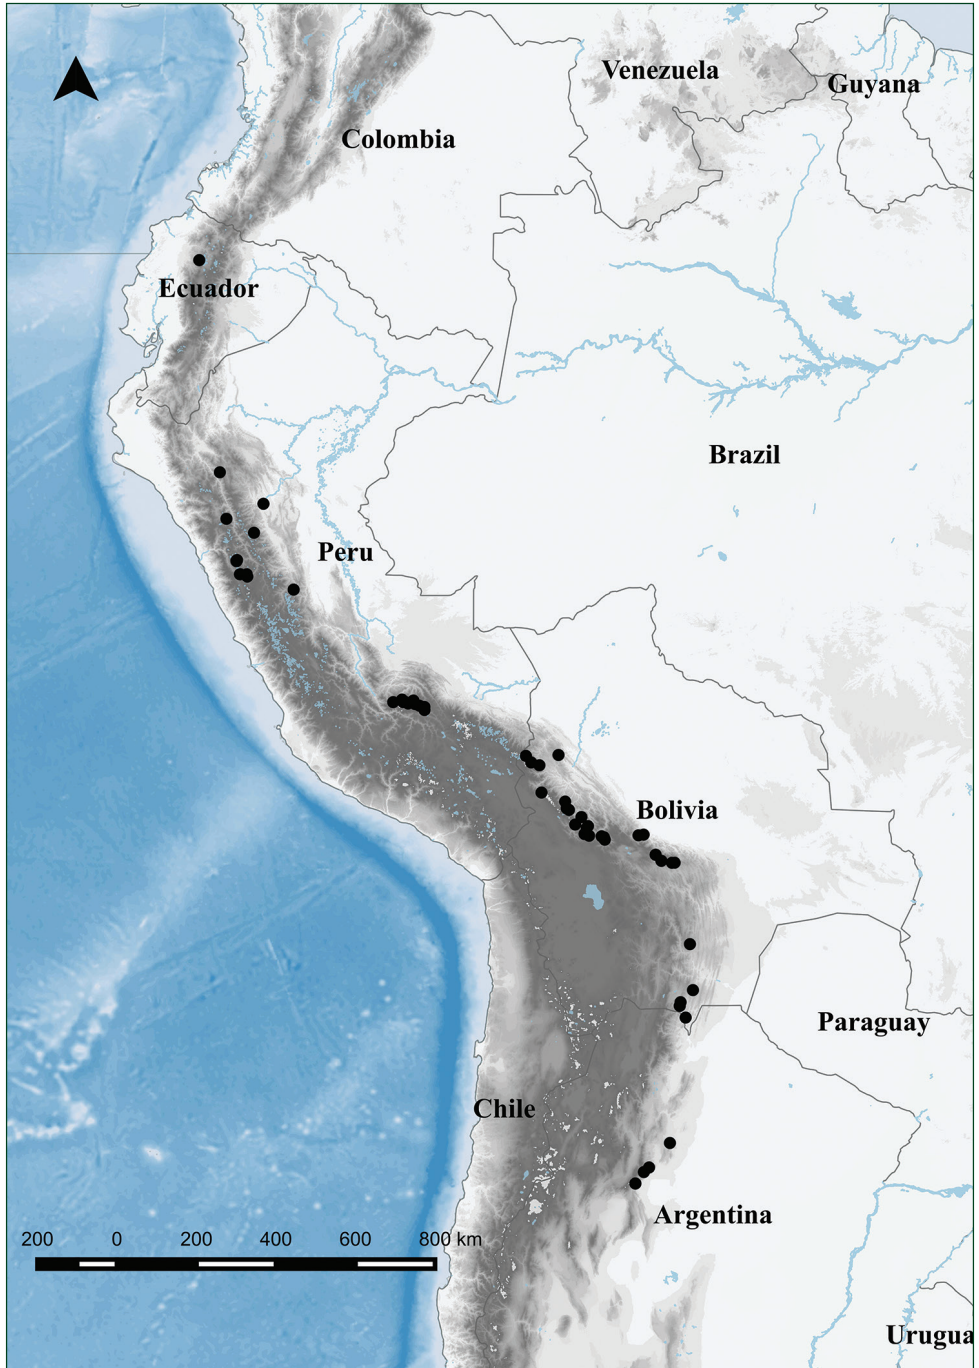 Venezuela
Guyana
Colombia
Ecuador
Brazil
Peru
Bolivia
Paraguay
Chile
Argentina
200 0 200 400 600 800 km
Urugua